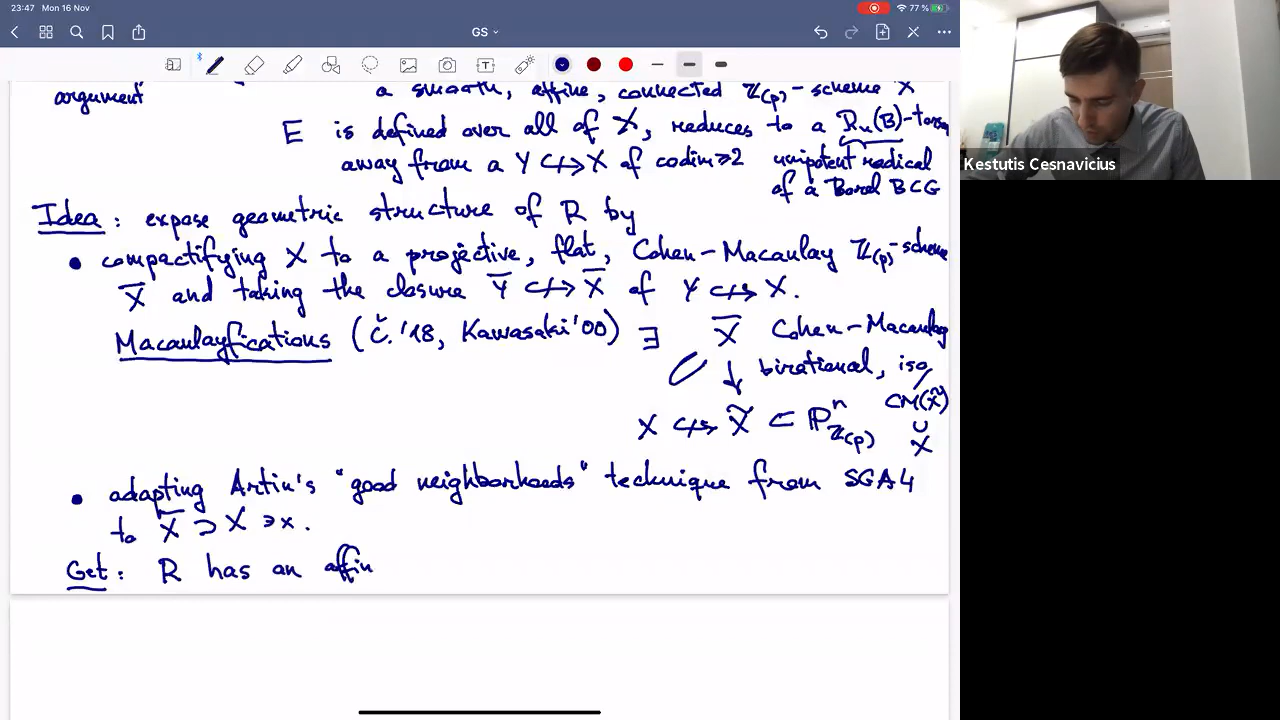 23:47 Mon 16 Nov
77 %
GS
argument"
a smooth, affine, connected ℤ(p)-scheme X
E is defined over all of X, reduces to a Rᵤ(B)-torsor
away from a Y ↪ X of codim ≥ 2
unipotent radical
of a Borel B⊂G
Kestutis Cesnavicius
Idea: expose geometric structure of R by
• compactifying X to a projective, flat, Cohen-Macaulay ℤ(p)-scheme
X̅ and taking the closure Y̅ ↪ X̅ of Y ↪ X.
Macaulayfications (Č.'18, Kawasaki'00) ∃ X̅ Cohen-Macaulay
↓ birational, iso/
CM(X̃)
X ↪ X̃ ⊂ ℙⁿ_ℤ(p)
∪
X
• adapting Artin's "good neighborhoods" technique from SGA4
to X̅ ⊃ X ∋ x.
Get: R has an affin